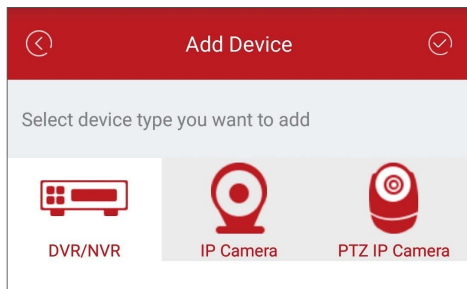 Add Device
Select device type you want to add
DVR/NVR
IP Camera
PTZ IP Camera